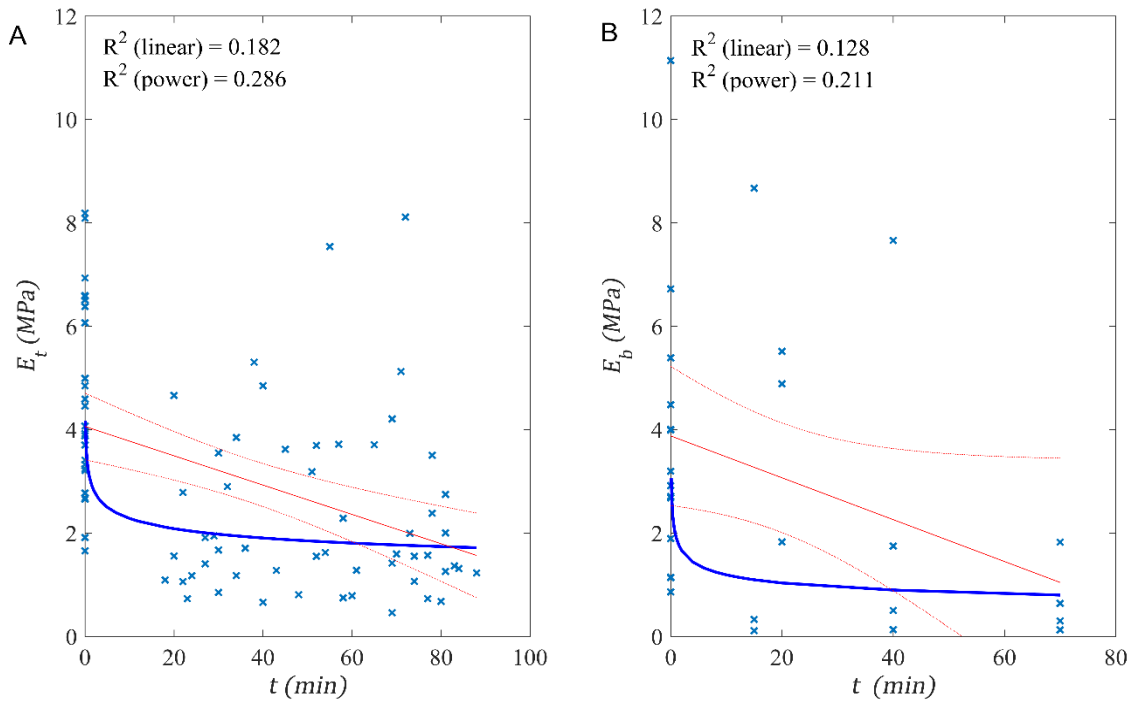 A
R² (linear) = 0.182
R² (powcr) = 0.286
12
10
8
6
4
2
0
E_t (MPa)
0 20 40 60 80 100
t (min)
B
R² (linear) = 0.128
R² (power) = 0.211
12
10
8
6
4
2
0
E_b (MPa)
0 20 40 60 80
t (min)